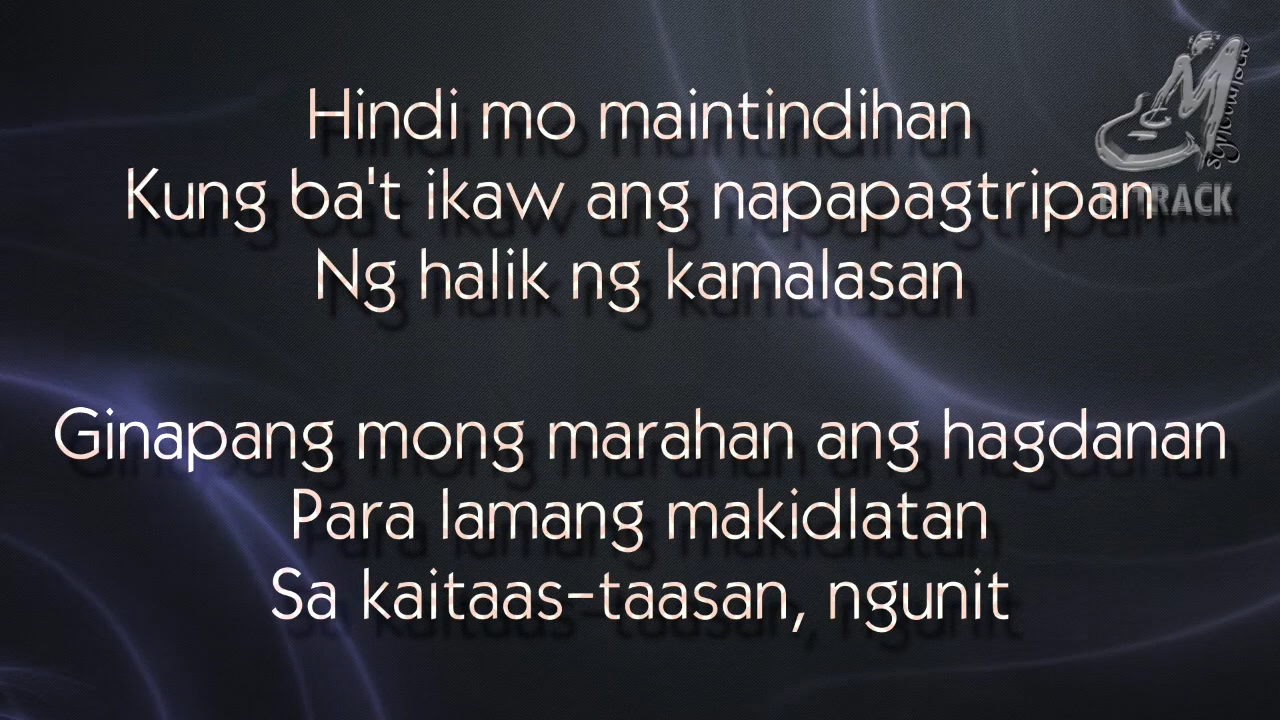 Hindi mo maintindihan
Kung ba't ikaw ang napapagtripan
Ng halik ng kamalasan
Ginapang mong marahan ang hagdanan
Para lamang makidlatan
Sa kaitaas-taasan, ngunit